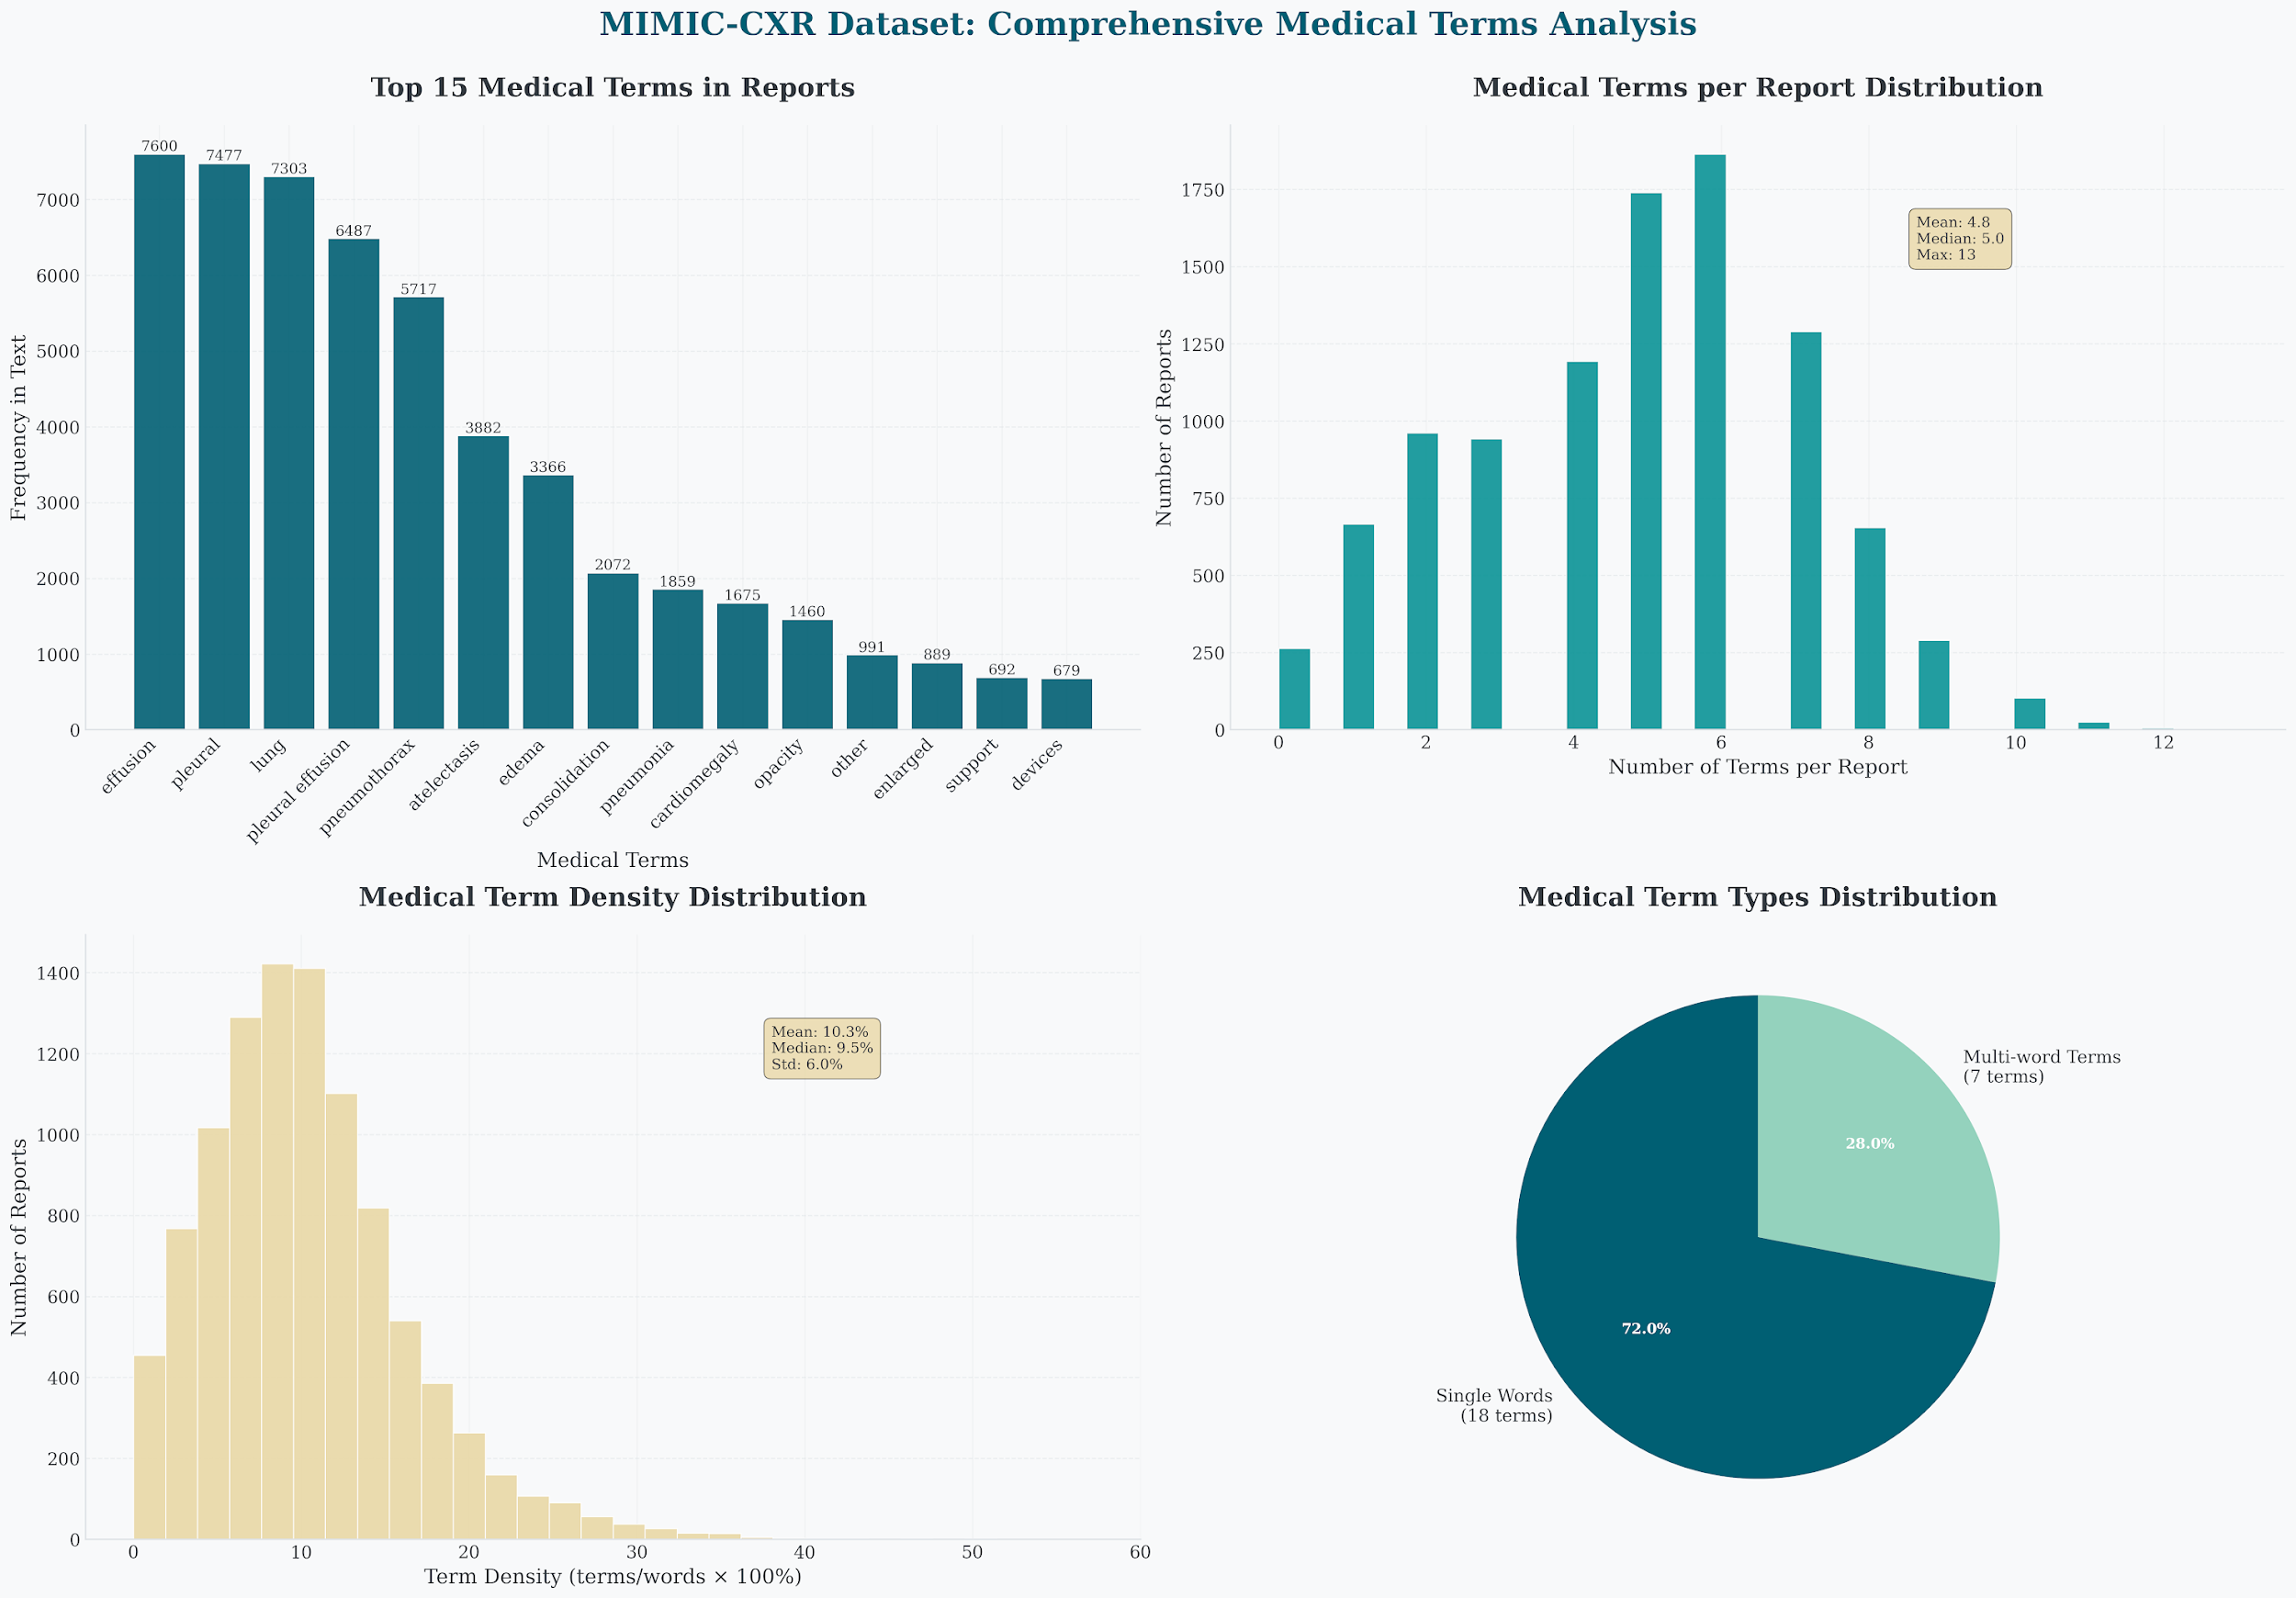 MIMIC-CXR Dataset: Comprehensive Medical Terms Analysis
Top 15 Medical Terms in Reports
Frequency in Text
7000
6000
5000
4000
3000
2000
1000
0
7600
7477
7303
6487
5717
3882
3366
2072
1859
1675
1460
991
889
692
679
effusion
pleural
lung
pleural effusion
pneumothorax
atelectasis
edema
consolidation
pneumonia
cardiomegaly
opacity
other
enlarged
support
devices
Medical Terms
Medical Terms per Report Distribution
Number of Reports
1750
1500
1250
1000
750
500
250
0
Mean: 4.8
Median: 5.0
Max: 13
0
2
4
6
8
10
12
Number of Terms per Report
Medical Term Density Distribution
Number of Reports
1400
1200
1000
800
600
400
200
0
Mean: 10.3%
Median: 9.5%
Std: 6.0%
0
10
20
30
40
50
60
Term Density (terms/words × 100%)
Medical Term Types Distribution
Multi-word Terms
(7 terms)
28.0%
72.0%
Single Words
(18 terms)